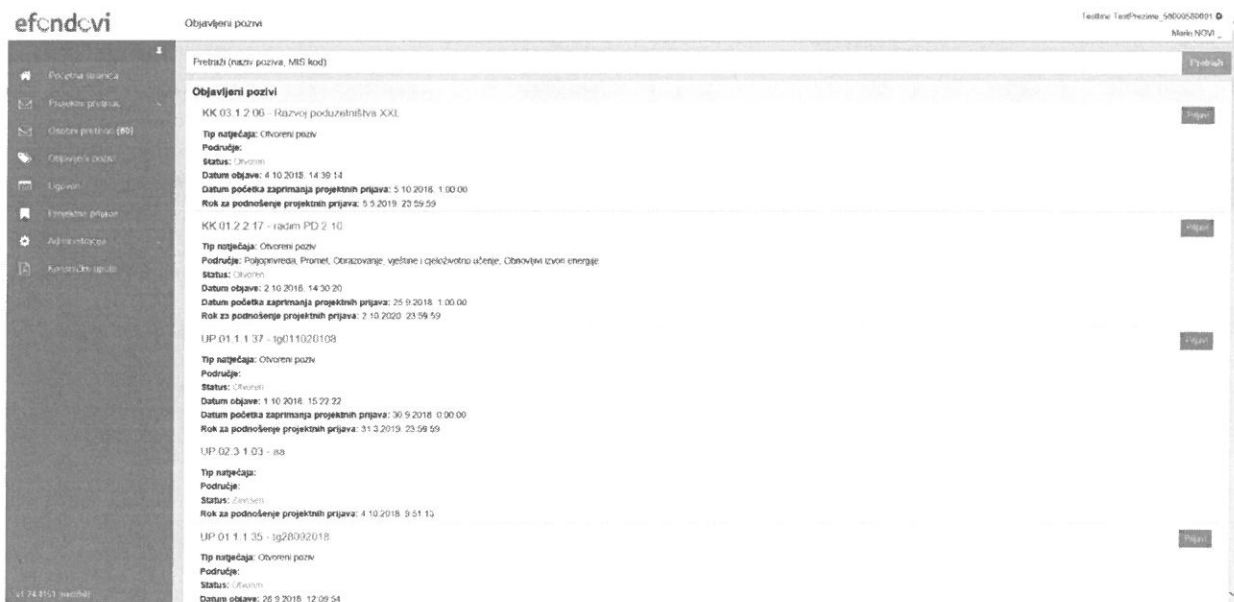 efondovi
Objavljeni pozivi
Mario NOVI
Pretraži (naziv poziva, MIS kod)
Pretraži
Početna stranica
Projektni pretinac
Osobni pretinac (60)
Objavljeni pozivi
Ugovori
Projektne prijave
Administracija
Korisničke upute
Objavljeni pozivi
KK.03.1.2.06 - Razvoj poduzetništva XXL
Prijavi
Tip natječaja: Otvoreni poziv
Područje:
Status: Otvoren
Datum objave: 4.10.2018. 14:39:14
Datum početka zaprimanja projektnih prijava: 5.10.2018. 1:00:00
Rok za podnošenje projektnih prijava: 5.5.2019. 23:59:59
KK.01.2.2.17 - radim PD 2.10.
Prijavi
Tip natječaja: Otvoreni poziv
Područje: Poljoprivreda, Promet, Obrazovanje, vještine i cjeloživotno učenje, Obnovljivi izvori energije
Status: Otvoren
Datum objave: 2.10.2018. 14:30:20
Datum početka zaprimanja projektnih prijava: 25.9.2018. 1:00:00
Rok za podnošenje projektnih prijava: 2.10.2020. 23:59:59
UP.01.1.1.37 - tg011020108
Prijavi
Tip natječaja: Otvoreni poziv
Područje:
Status: Otvoren
Datum objave: 1.10.2018. 15:22:22
Datum početka zaprimanja projektnih prijava: 30.9.2018. 0:00:00
Rok za podnošenje projektnih prijava: 31.3.2019. 23:59:59
UP.02.3.1.03 - aa
Tip natječaja:
Područje:
Status: Završen
Rok za podnošenje projektnih prijava: 4.10.2018. 9:51:13
UP.01.1.1.35 - tg28092018
Prijavi
Tip natječaja: Otvoreni poziv
Područje:
Status: Otvoren
Datum objave: 28.9.2018. 12:09:54